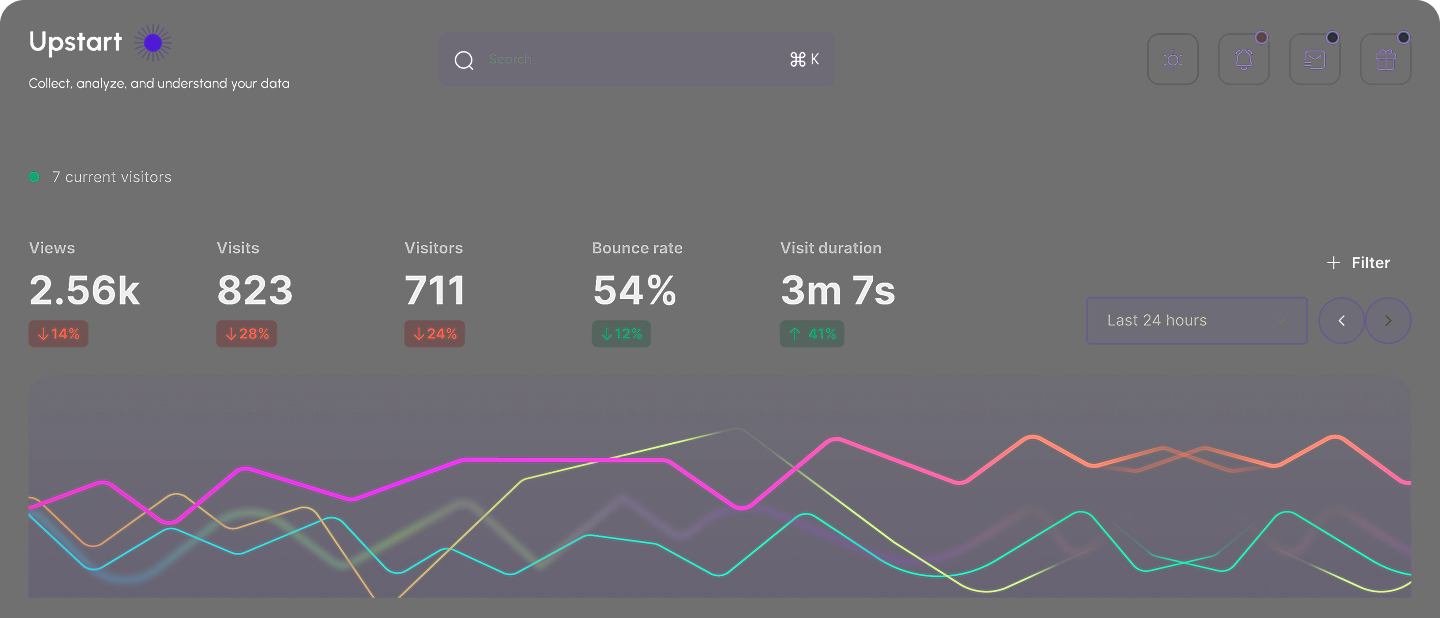 Upstart
Collect, analyze, and understand your data
Search...
⌘ K
7 current visitors
Views
2.56k
↓14%
Visits
823
↓28%
Visitors
711
↓24%
Bounce rate
54%
↓12%
Visit duration
3m 7s
↑ 41%
+ Filter
Last 24 hours